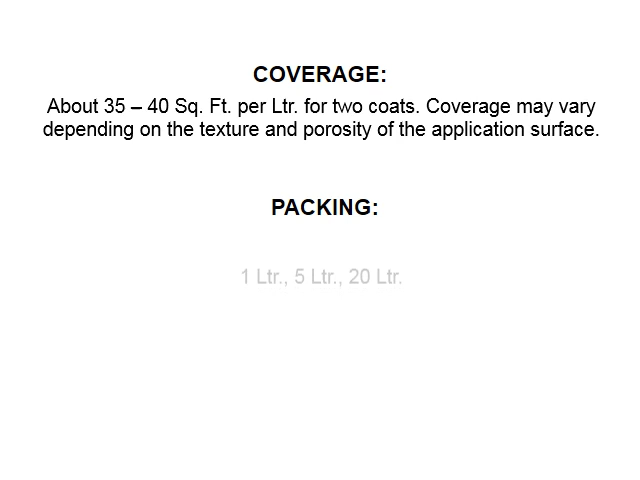 COVERAGE:
About 35 – 40 Sq. Ft. per Ltr. for two coats. Coverage may vary
depending on the texture and porosity of the application surface.
PACKING:
1 Ltr., 5 Ltr., 20 Ltr.